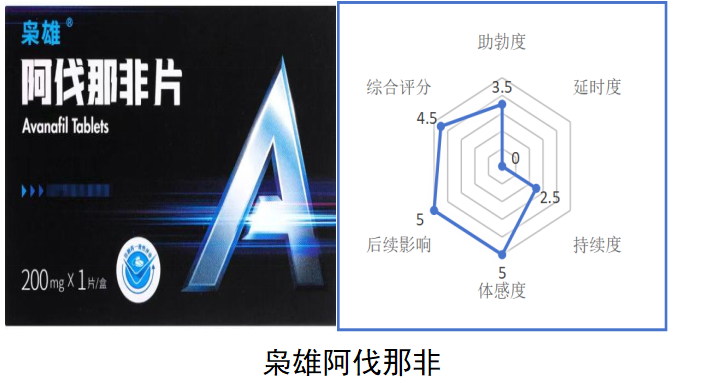 枭雄®
阿伐那非片
Avanafil Tablets
200mg×1片/盒
助勃度
延时度
持续度
体感度
后续影响
综合评分
3.5
0
2.5
5
5
4.5
枭雄阿伐那非